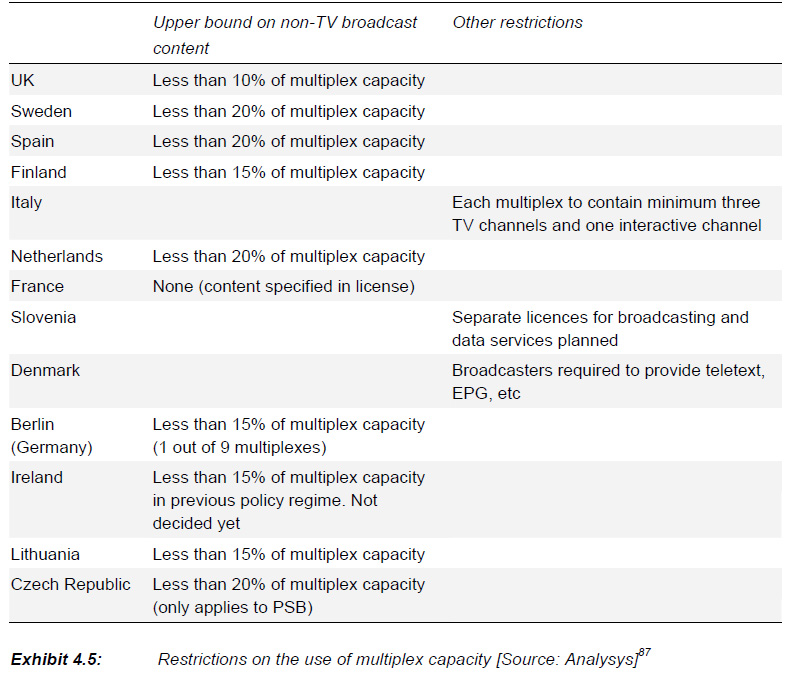 Upper bound on non-TV broadcast Other restrictions
content
UK Less than 10% of multiplex capacity
Sweden Less than 20% of multiplex capacity
Spain Less than 20% of multiplex capacity
Finland Less than 15% of multiplex capacity
Italy Each multiplex to contain minimum three
TV channels and one interactive channel
Netherlands Less than 20% of multiplex capacity
France None (content specified in license)
Slovenia Separate licences for broadcasting and
data services planned
Denmark Broadcasters required to provide teletext,
EPG, etc
Berlin Less than 15% of multiplex capacity
(Germany) (1 out of 9 multiplexes)
Ireland Less than 15% of multiplex capacity
in previous policy regime. Not
decided yet
Lithuania Less than 15% of multiplex capacity
Czech Republic Less than 20% of multiplex capacity
(only applies to PSB)
Exhibit 4.5: Restrictions on the use of multiplex capacity [Source: Analysys]87